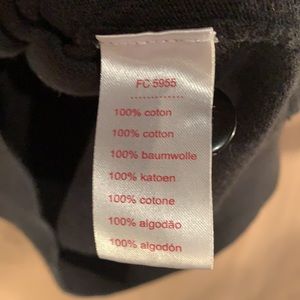 FC 5955
100% coton
100% cotton
100% baumwolle
100% katoen
100% cotone
100% algodão
100% algodón